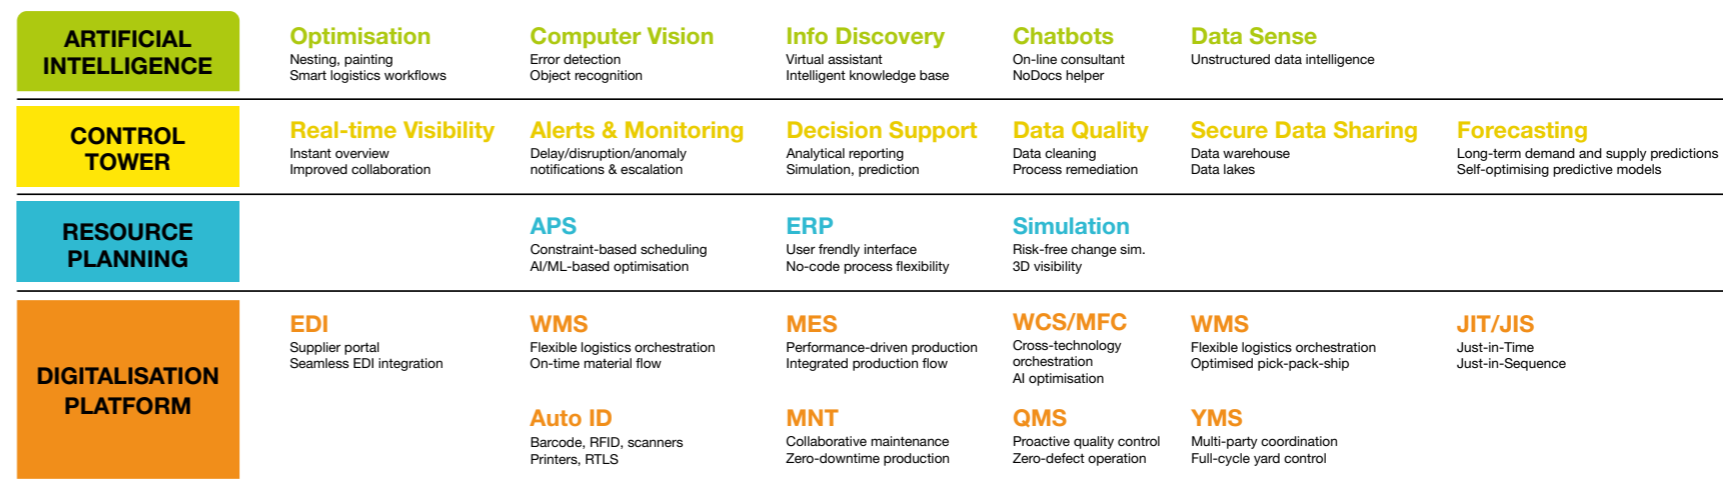 ARTIFICIAL
INTELLIGENCE
Optimisation
Nesting, painting
Smart logistics workflows
Computer Vision
Error detection
Object recognition
Info Discovery
Virtual assistant
Intelligent knowledge base
Chatbots
On-line consultant
NoDocs helper
Data Sense
Unstructured data intelligence
CONTROL
TOWER
Real-time Visibility
Instant overview
Improved collaboration
Alerts & Monitoring
Delay/disruption/anomaly
notifications & escalation
Decision Support
Analytical reporting
Simulation, prediction
Data Quality
Data cleaning
Process remediation
Secure Data Sharing
Data warehouse
Data lakes
Forecasting
Long-term demand and supply predictions
Self-optimising predictive models
RESOURCE
PLANNING
APS
Constraint-based scheduling
AI/ML-based optimisation
ERP
User frendly interface
No-code process flexibility
Simulation
Risk-free change sim.
3D visibility
DIGITALISATION
PLATFORM
EDI
Supplier portal
Seamless EDI integration
WMS
Flexible logistics orchestration
On-time material flow
MES
Performance-driven production
Integrated production flow
WCS/MFC
Cross-technology
orchestration
AI optimisation
WMS
Flexible logistics orchestration
Optimised pick-pack-ship
JIT/JIS
Just-in-Time
Just-in-Sequence
Auto ID
Barcode, RFID, scanners
Printers, RTLS
MNT
Collaborative maintenance
Zero-downtime production
QMS
Proactive quality control
Zero-defect operation
YMS
Multi-party coordination
Full-cycle yard control